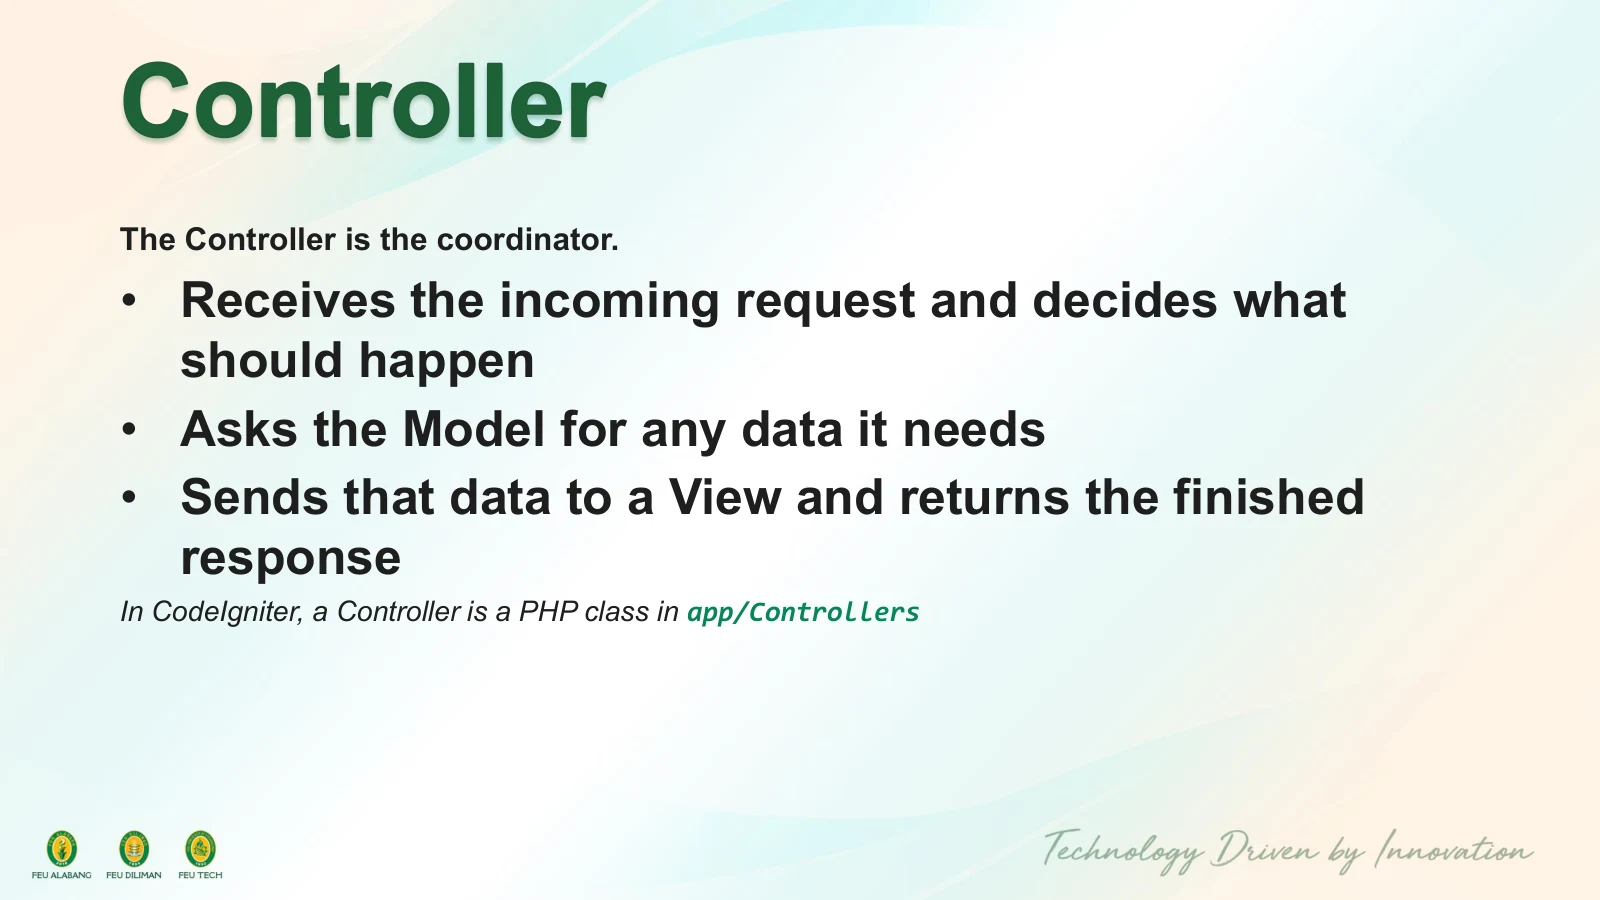 Controller
The Controller is the coordinator.
• Receives the incoming request and decides what
should happen
• Asks the Model for any data it needs
• Sends that data to a View and returns the finished
response
In CodeIgniter, a Controller is a PHP class in app/Controllers
FEU ALABANG FEU DILIMAN FEU TECH
Technology Driven by Innovation